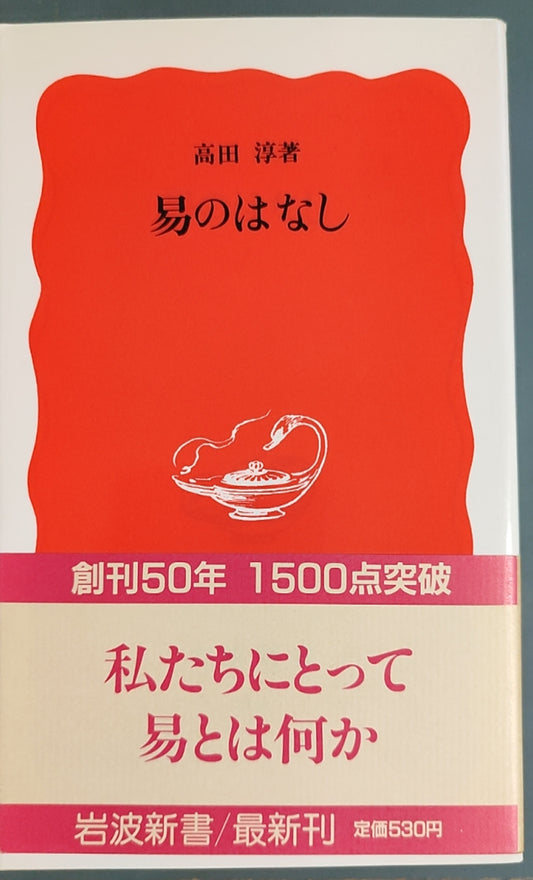 高田 淳著
易のはなし
創刊50年 1500点突破
私たちにとって
易とは何か
岩波新書/最新刊 定価530円